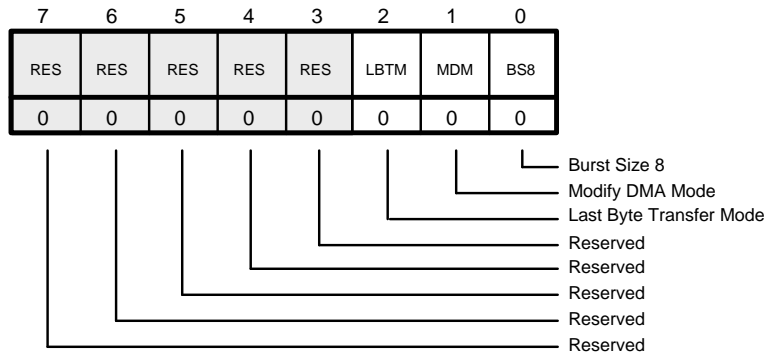 7 6 5 4 3 2 1 0
RES RES RES RES RES LBTM MDM BS8
0 0 0 0 0 0 0 0
Burst Size 8
Modify DMA Mode
Last Byte Transfer Mode
Reserved
Reserved
Reserved
Reserved
Reserved